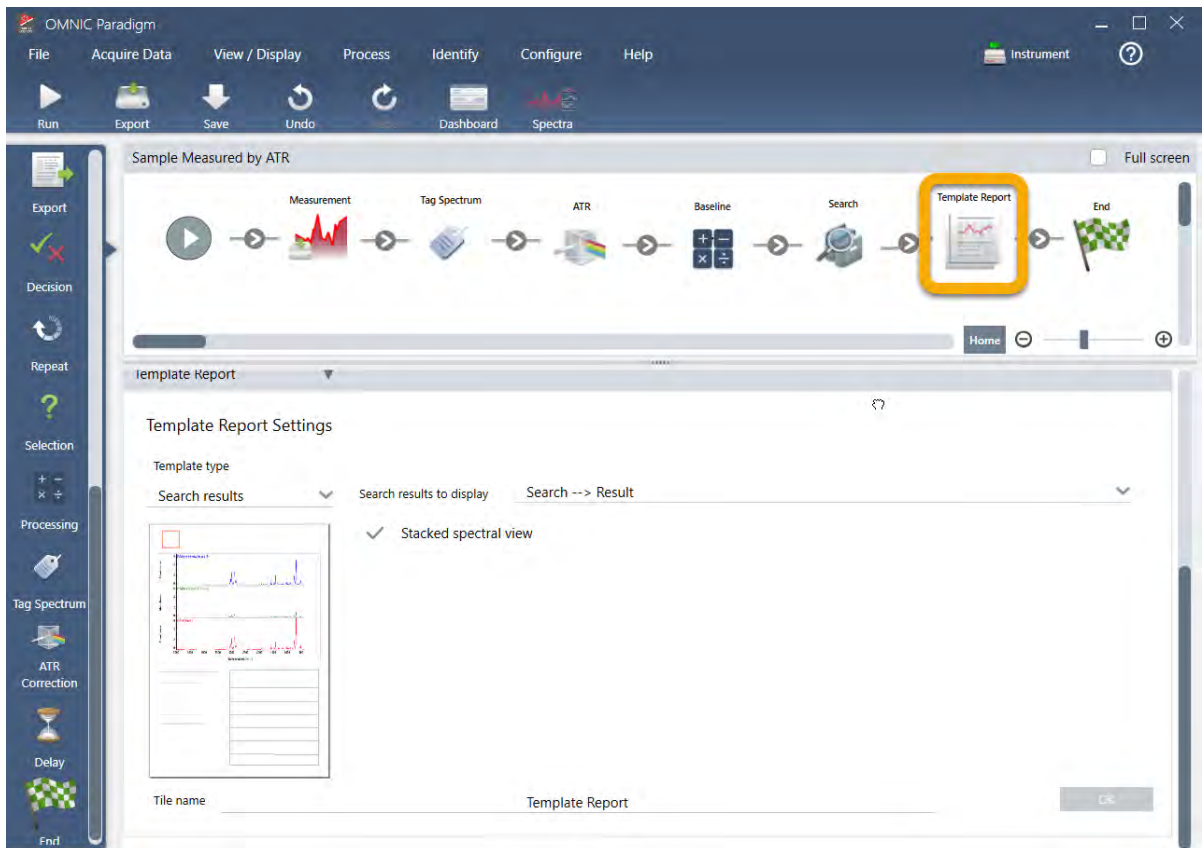 OMNIC Paradigm
File Acquire Data View / Display Process Identify Configure Help Instrument
Run Export Save Undo Dashboard Spectra
Sample Measured by ATR Full screen
Measurement Tag Spectrum ATR Baseline Search Template Report End
Home
Export
Decision
Repeat
Selection
Processing
Tag Spectrum
ATR
Correction
Delay
End
Template Report
Template Report Settings
Template type
Search results Search results to display Search --> Result
Stacked spectral view
Tile name Template Report OK